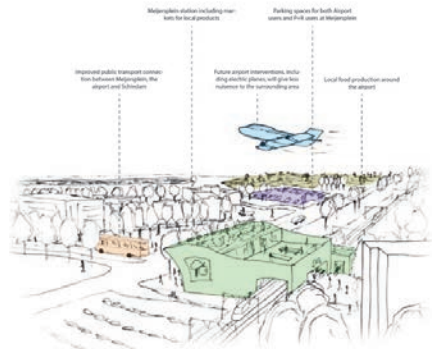 Meijersplein station including mar-
kets for local products
Parking spaces for both Airport
users and P+R users at Meijersplein
Improved public transport connec-
tion between Meijersplein, the
airport and Schiedam
Future airport interventions, inclu-
ding electric planes, will give less
nuisance to the surrounding area
Local food production around
the airport